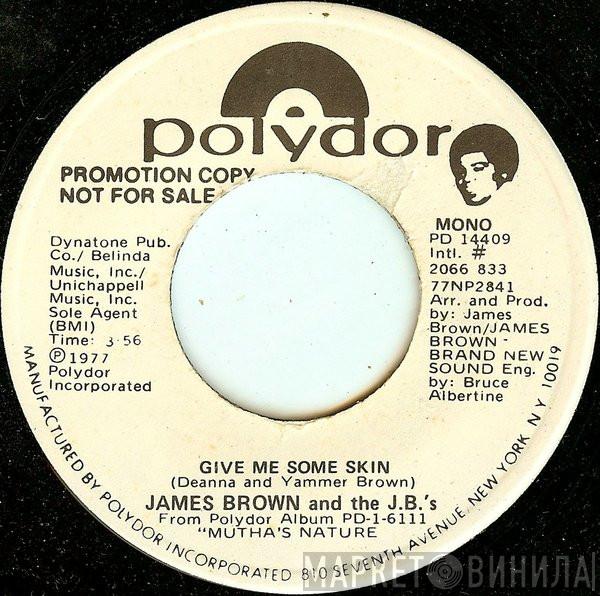 polydor
PROMOTION COPY
NOT FOR SALE
Dynatone Pub.
Co./ Belinda
Music, Inc./
Unichappell
Music, Inc.
Sole Agent
(BMI)
Time: 3:56
Ⓟ1977
Polydor
Incorporated
MONO
PD 14409
Intl. #
2066 833
77NP2841
Arr. and Prod.
by: James
Brown/JAMES
BROWN -
BRAND NEW
SOUND Eng.
by: Bruce
Albertine
GIVE ME SOME SKIN
(Deanna and Yammer Brown)
JAMES BROWN and the J.B.'s
From Polydor Album PD-1-6111
"MUTHA'S NATURE
MANUFACTURED BY POLYDOR INCORPORATED 810 SEVENTH AVENUE, NEW YORK N Y 10019
МАРКЕТ ВИНИЛА